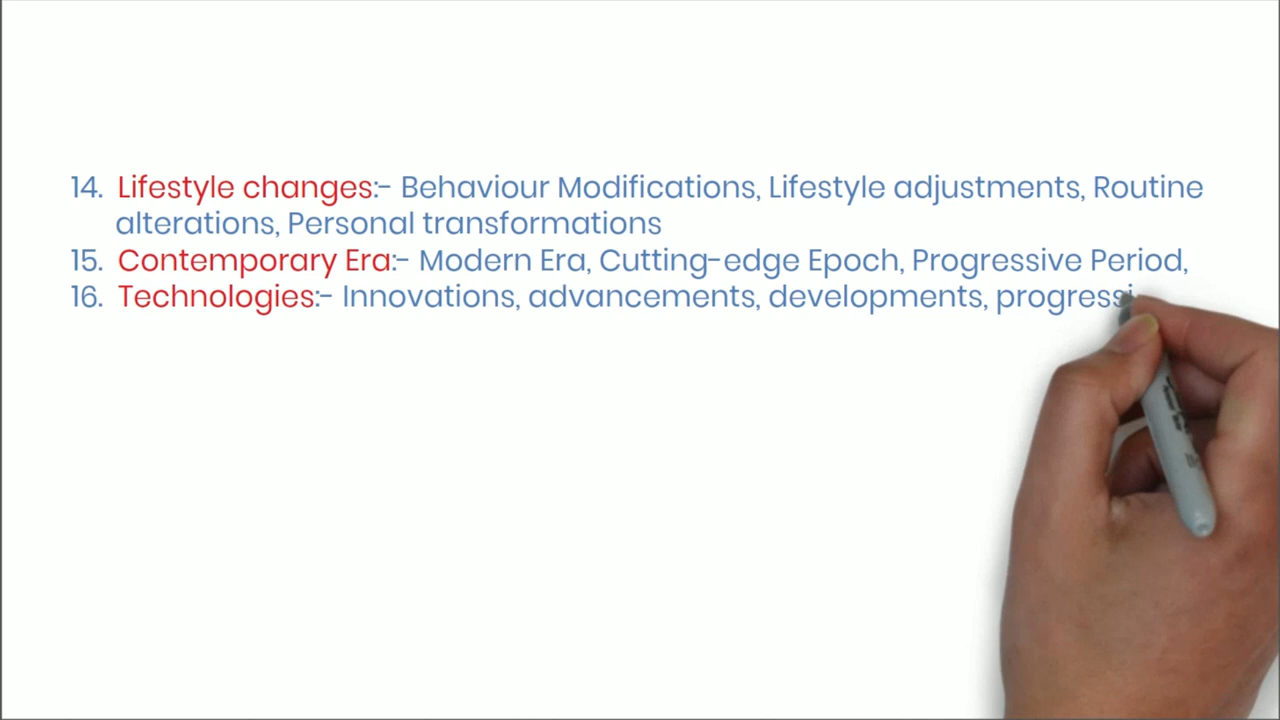 14. Lifestyle changes:- Behaviour Modifications, Lifestyle adjustments, Routine
alterations, Personal transformations
15. Contemporary Era:- Modern Era, Cutting-edge Epoch, Progressive Period,
16. Technologies:- Innovations, advancements, developments, progressi